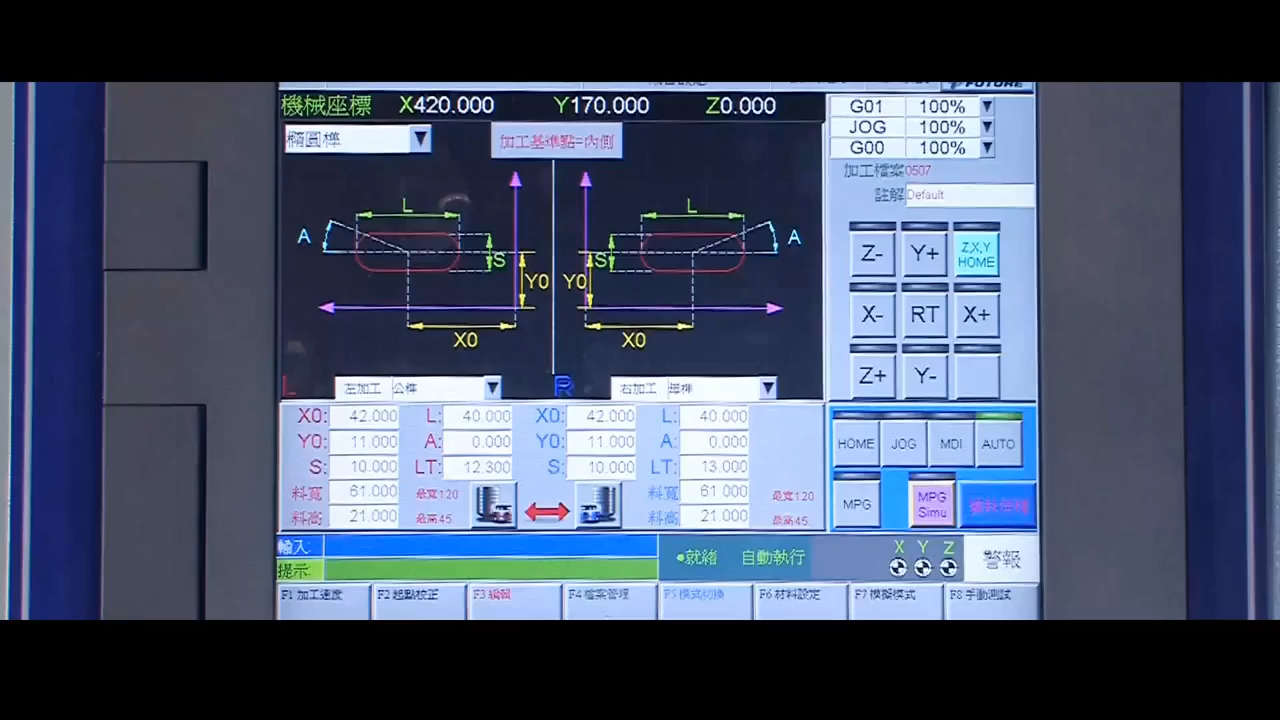 FUTURE
機械座標 X420.000 Y170.000 Z0.000
G01 100%
JOG 100%
G00 100%
橢圓榫
加工基準點=內側
加工檔案0507
註解 Default
L L
A S S A
Y0 Y0
X0 X0
Z- Y+ Z,X,Y HOME
X- RT X+
Z+ Y-
L 左加工 公榫 R 右加工 母榫
X0: 42.000 L: 40.000 X0: 42.000 L: 40.000
Y0: 11.000 A: 0.000 Y0: 11.000 A: 0.000
S: 10.000 LT: 12.300 S: 10.000 LT: 13.000
料寬 61.000 最寬120 料寬 61.000 最寬120
料高 21.000 最高45 料高 21.000 最高45
HOME JOG MDI AUTO
MPG MPG Simu
輸入:
提示:
●就緒 自動執行
X Y Z
警報
F1 加工速度 F2 起點校正 F3 編輯 F4 檔案管理 F5 模式切換 F6 材料設定 F7 模擬模式 F8 手動測試